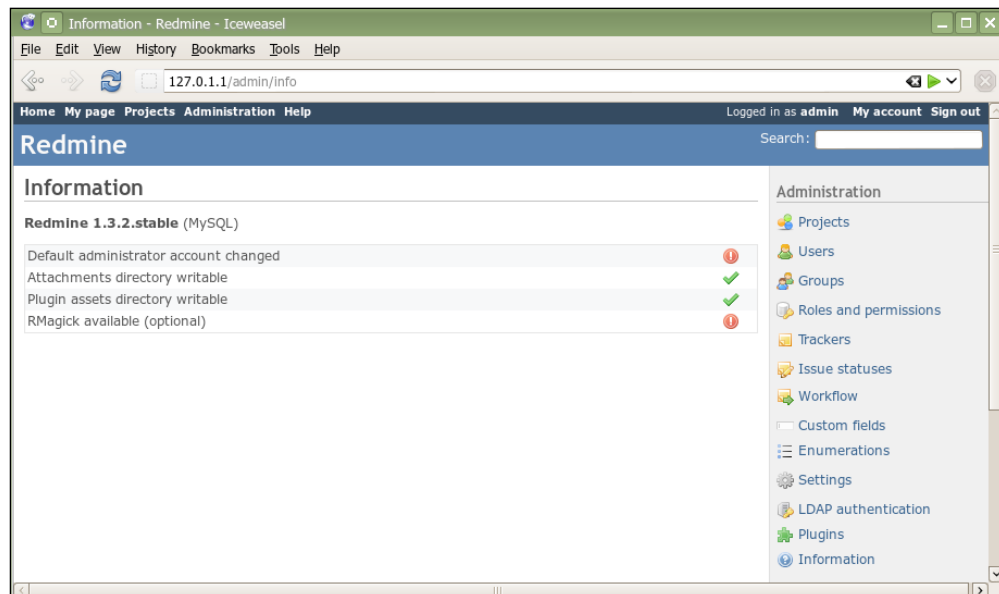 Information - Redmine - Iceweasel
File Edit View History Bookmarks Tools Help
127.0.1.1/admin/info
Home My page Projects Administration Help Logged in as admin My account Sign out
Redmine Search:
Information
Redmine 1.3.2.stable (MySQL)
Default administrator account changed
Attachments directory writable
Plugin assets directory writable
RMagick available (optional)
Administration
Projects
Users
Groups
Roles and permissions
Trackers
Issue statuses
Workflow
Custom fields
Enumerations
Settings
LDAP authentication
Plugins
Information